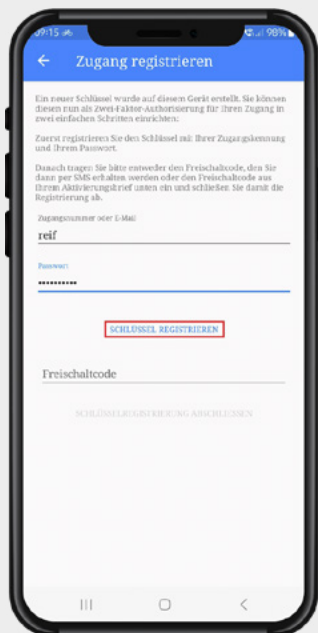 09:15
98%
Zugang registrieren
Ein neuer Schlüssel wurde auf diesem Gerät erstellt. Sie können
diesen nun als Zwei-Faktor-Authorisierung für Ihren Zugang in
zwei einfachen Schritten einrichten:
Zuerst registrieren Sie den Schlüssel mit Ihrer Zugangskennung
und Ihrem Passwort.
Danach tragen Sie bitte entweder den Freischaltcode, den Sie
dann per SMS erhalten werden oder den Freischaltcode aus
Ihrem Aktivierungsbrief unten ein und schließen Sie damit die
Registrierung ab.
Zugangsnummer oder E-Mail
reif
Passwort
••••••••••
SCHLÜSSEL REGISTRIEREN
Freischaltcode
SCHLÜSSELREGISTRIERUNG ABSCHLIESSEN